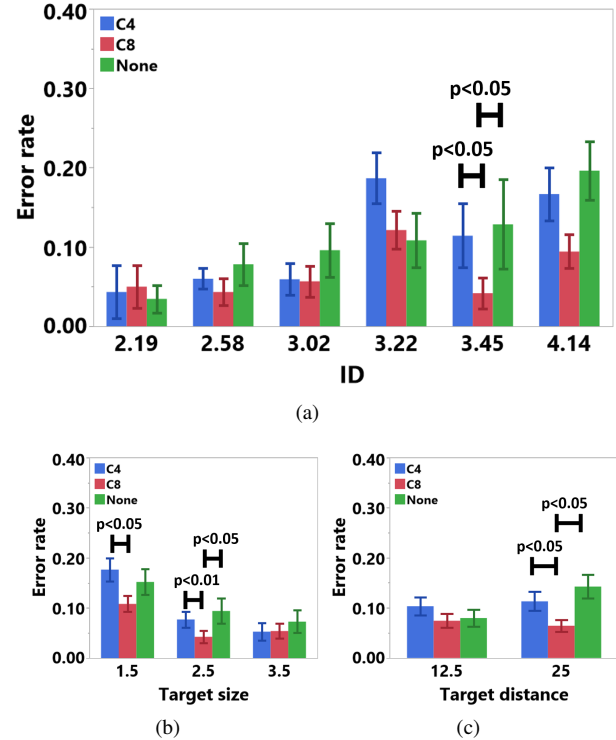 0.40
C4
C8
None
0.30
p<0.05
p<0.05
0.20
0.10
0.00
Error rate
2.19 2.58 3.02 3.22 3.45 4.14
ID
(a)
0.40
C4
C8
None
0.30
p<0.05
p<0.05
0.20
p<0.01
0.10
0.00
Error rate
1.5 2.5 3.5
Target size
(b)
0.40
C4
C8
None
0.30
p<0.05
p<0.05
0.20
0.10
0.00
Error rate
12.5 25
Target distance
(c)